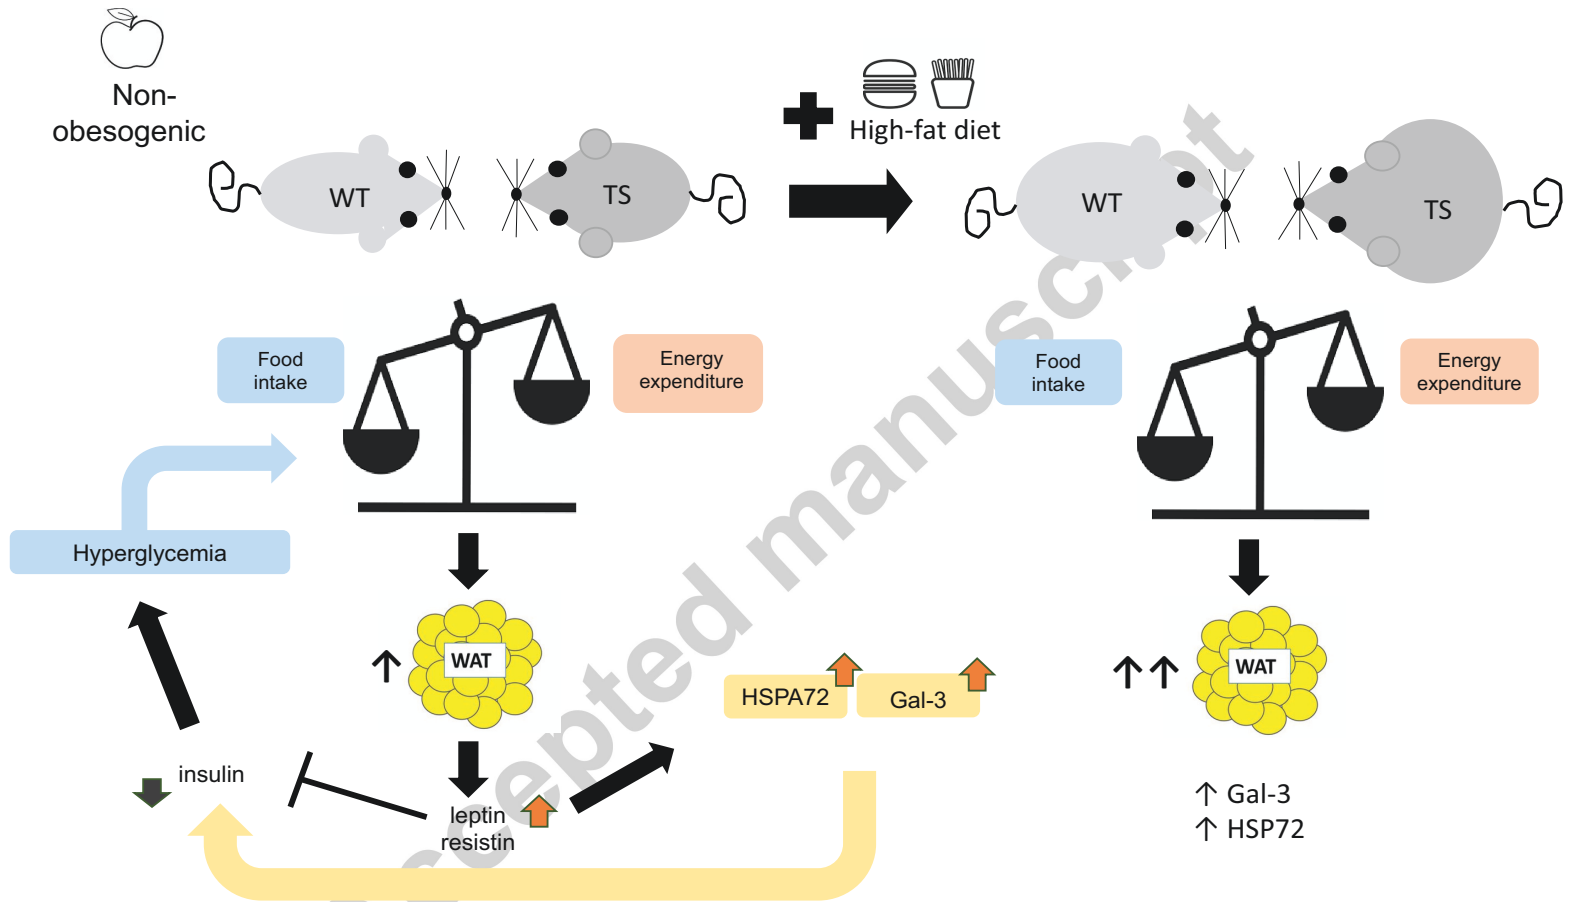 Non-
obesogenic
High-fat diet
WT
TS
WT
TS
Food
intake
Energy
expenditure
Food
intake
Energy
expenditure
Hyperglycemia
WAT
WAT
HSPA72
Gal-3
insulin
leptin
resistin
↑ Gal-3
↑ HSP72
Accepted manuscript